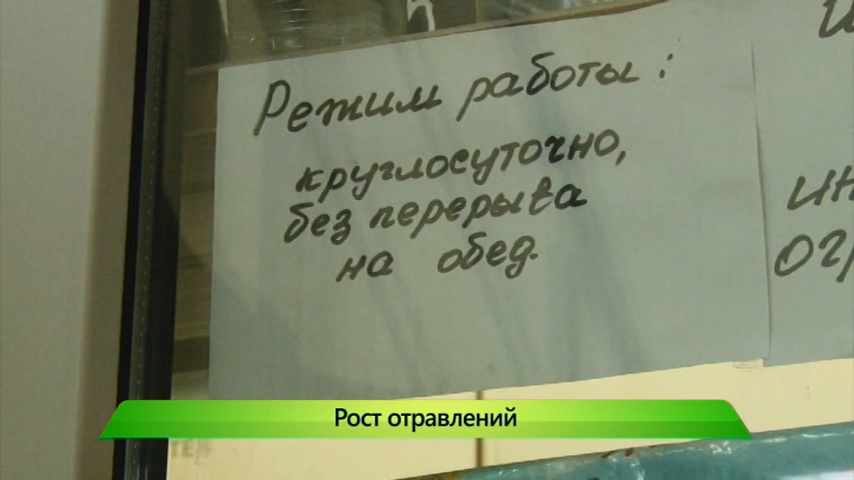 Режим работы:
круглосуточно,
без перерыва
на обед.
Рост отравлений